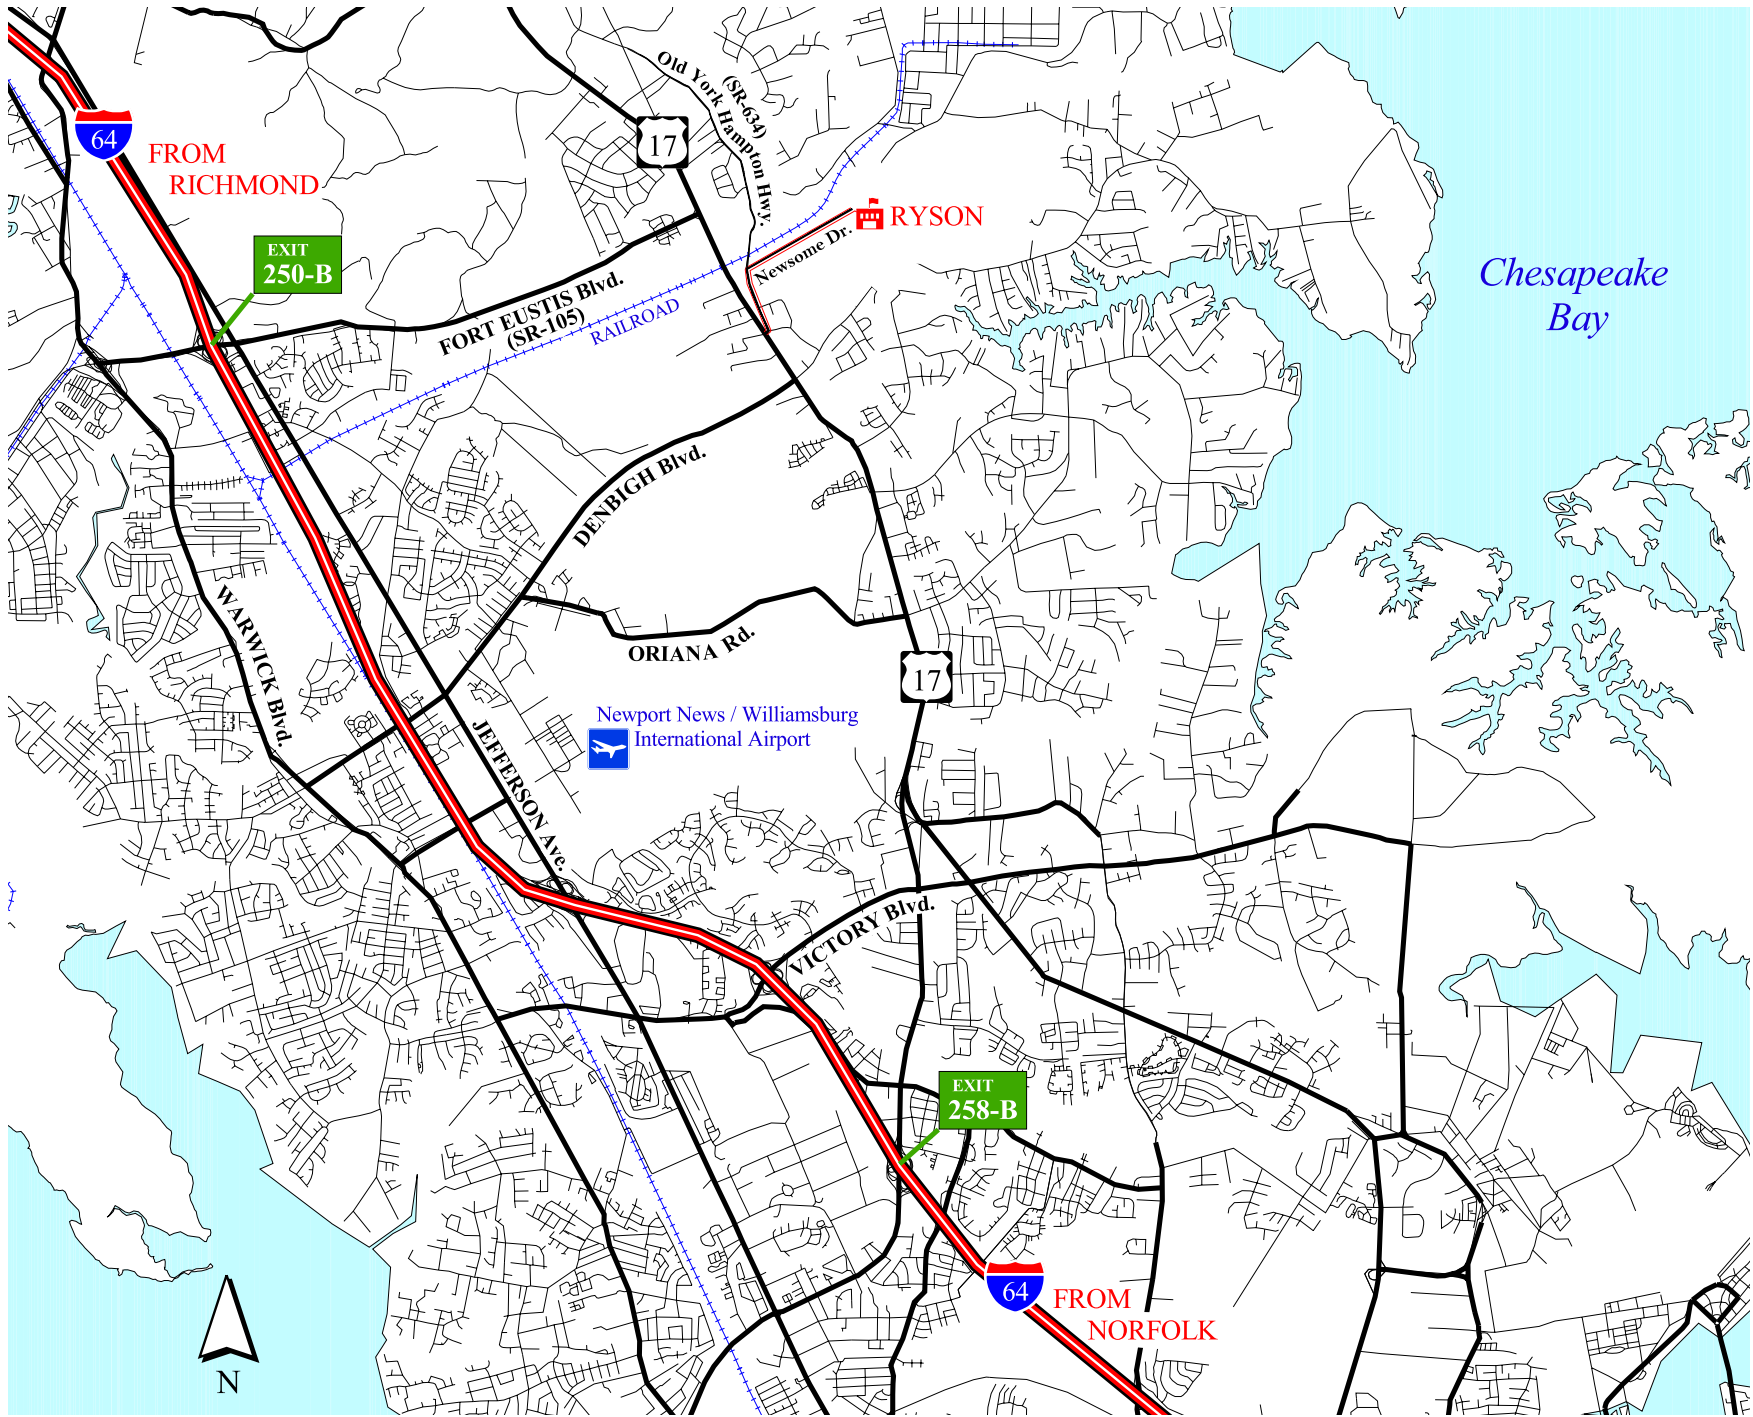 64
FROM
RICHMOND
Old York Hampton Hwy.
(SR-634)
17
RYSON
Newsome Dr.
EXIT
250-B
FORT EUSTIS Blvd.
(SR-105)
RAILROAD
Chesapeake
Bay
DENBIGH Blvd.
WARWICK Blvd.
ORIANA Rd.
17
JEFFERSON Ave.
Newport News / Williamsburg
International Airport
VICTORY Blvd.
EXIT
258-B
64
FROM
NORFOLK
N